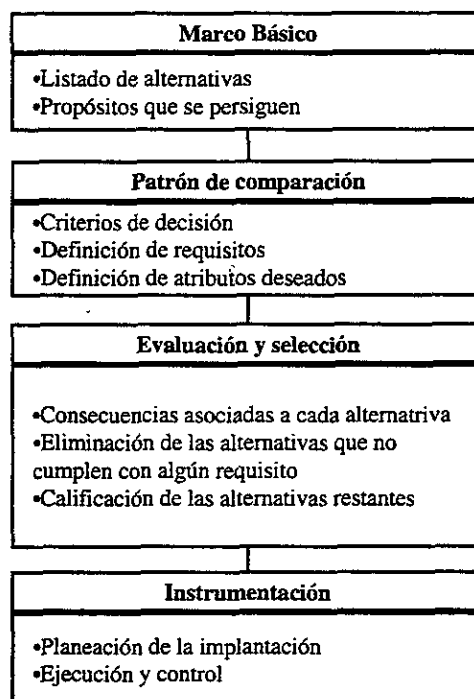 Marco Básico
•Listado de alternativas
•Propósitos que se persiguen
Patrón de comparación
•Criterios de decisión
•Definición de requisitos
•Definición de atributos deseados
Evaluación y selección
•Consecuencias asociadas a cada alternatriva
•Eliminación de las alternativas que no
cumplen con algún requisito
•Calificación de las alternativas restantes
Instrumentación
•Planeación de la implantación
•Ejecución y control